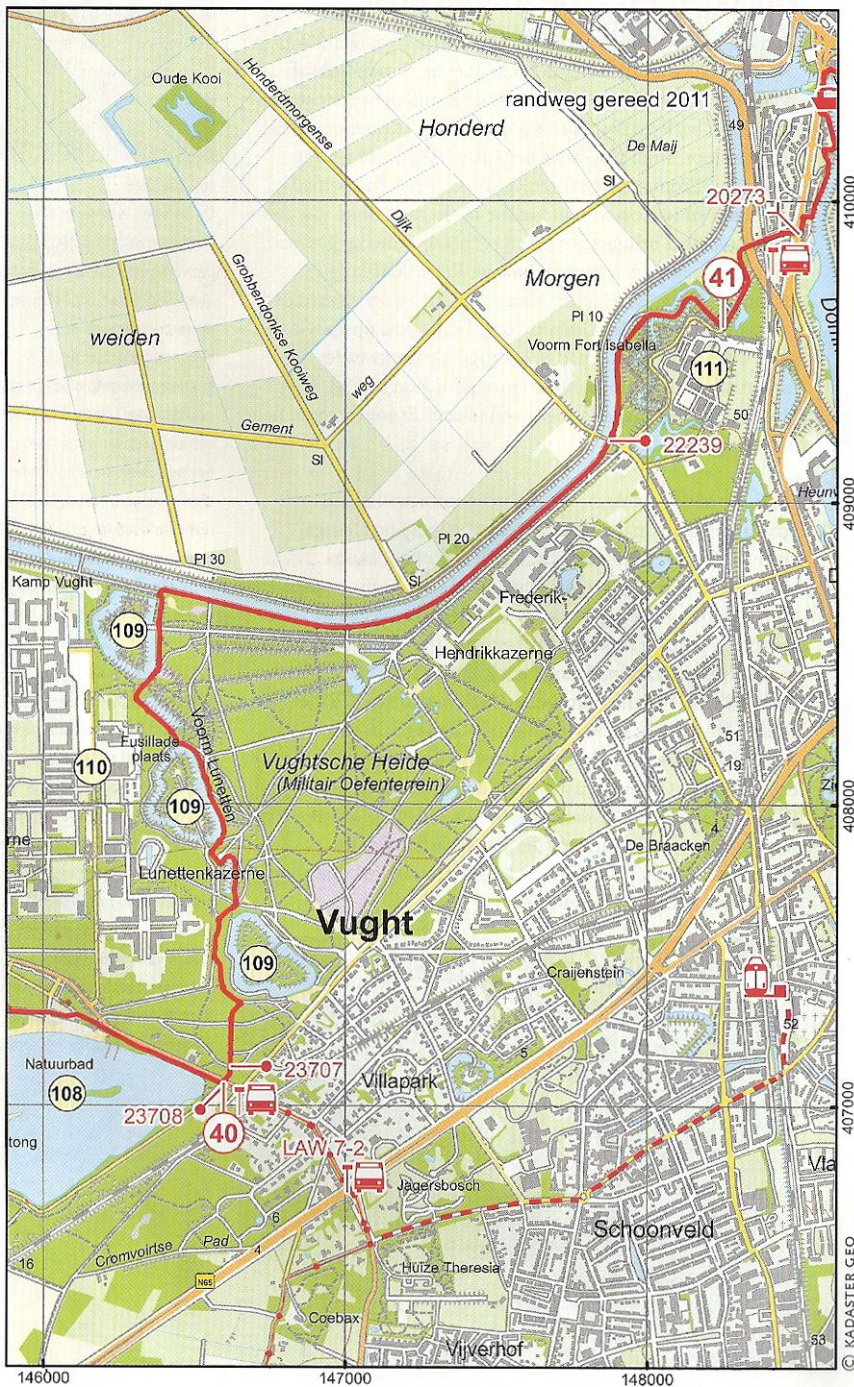 Oude Kooi
Honderdmorgense
Dijk
Honderd
randweg gereed 2011
De Maij
49
SI
20273
410000
Grobbendonkse Kooiweg
Morgen
41
weiden
PI 10
Voorm Fort Isabella
111
weg
Gement
SI
50
22239
409000
PI 30
PI 20
SI
Kamp Vught
109
Frederik-
Hendrikkazerne
Voorm Lunetten
Fusillade
plaats
110
Vughtsche Heide
(Militair Oefenterrein)
51
19
109
408000
4
De Braacken
Lunettenkazerne
Vught
109
Craijenstein
52
5
Natuurbad
108
23707
Villapark
23708
40
407000
LAW 7-2
Jagersbosch
6
Cromvoirtse Pad
4
16
Schoonveld
N65
Huize Theresia
Coebax
Vijverhof
53
© KADASTER GEO
146000
147000
148000